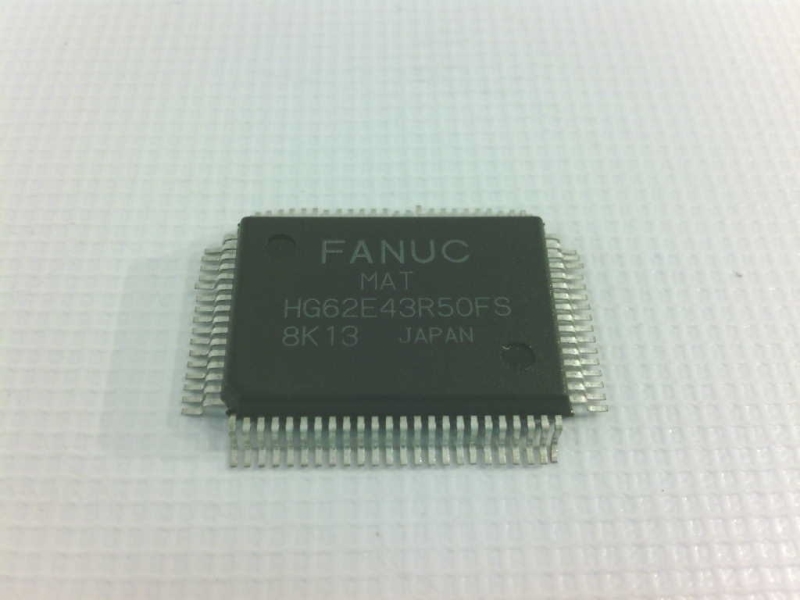 FANUC
MAT
HG62E43R50FS
8K13 JAPAN